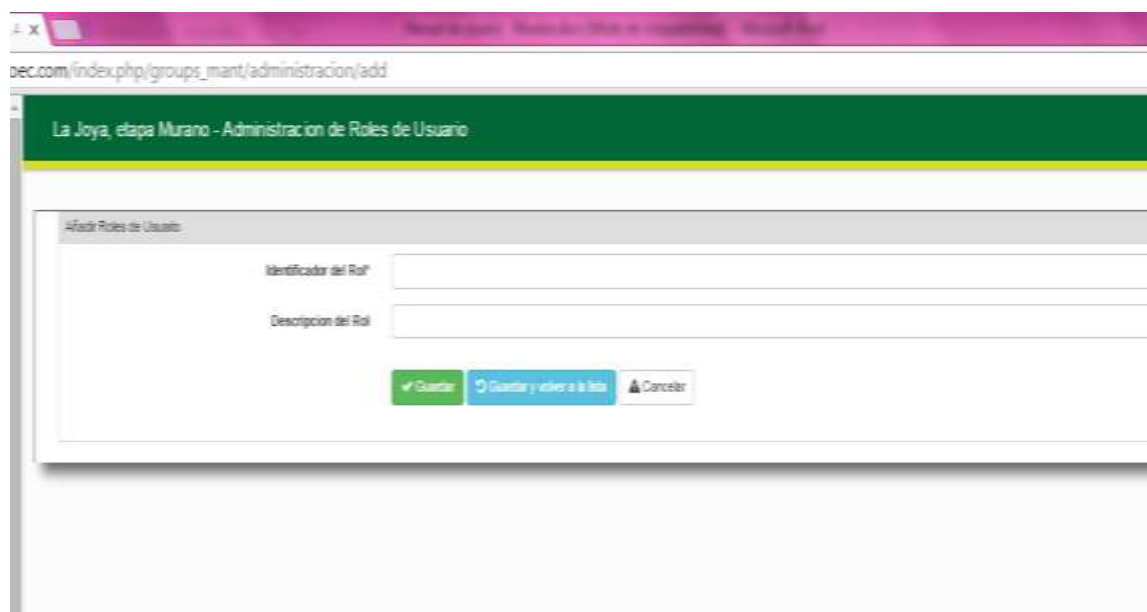 x
pec.com/index.php/groups_mant/administracion/add
La Joya, etapa Murano - Administracion de Roles de Usuario
Añadir Roles de Usuario
Identificador del Rol*
Descripcion del Rol
Guardar Guardar y volver a la lista Cancelar